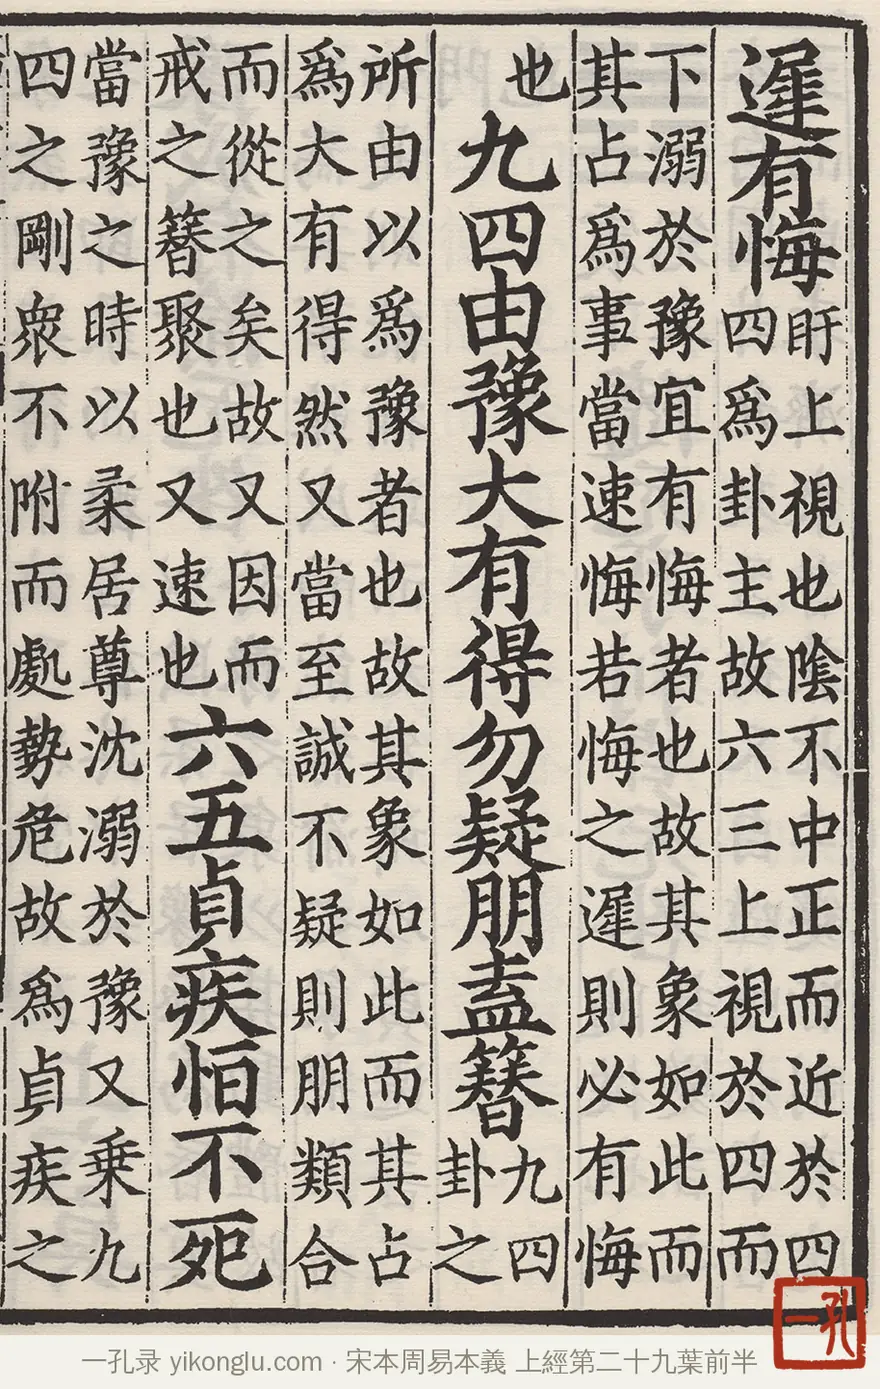 遲有悔盱上視也陰不中正而近於四四爲卦主故六三上視於四而
下溺於豫宜有悔者也故其象如此而其占爲事當速悔若悔之遲則必有悔
也九四由豫大有得勿疑朋盍簪九四卦之
所由以爲豫者也故其象如此而其占爲大有得然又當至誠不疑則朋類合
而從之矣故又因而戒之簪聚也又速也六五貞疾恒不死
當豫之時以柔居尊沈溺於豫又乗九四之剛衆不附而處勢危故爲貞疾之
一孔
一孔录 yikonglu.com · 宋本周易本義 上經第二十九葉前半